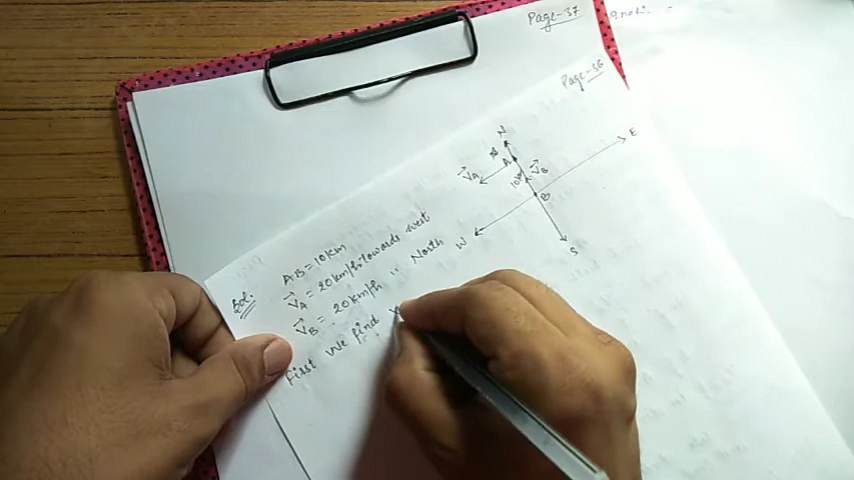 Page-37
Page-36
N
E
A
V⃗A
V⃗B
10km
B
W
S
Sol:
AB = 10km
V⃗A = 20km/h towards west
V⃗B = 20km/h " North
First we find